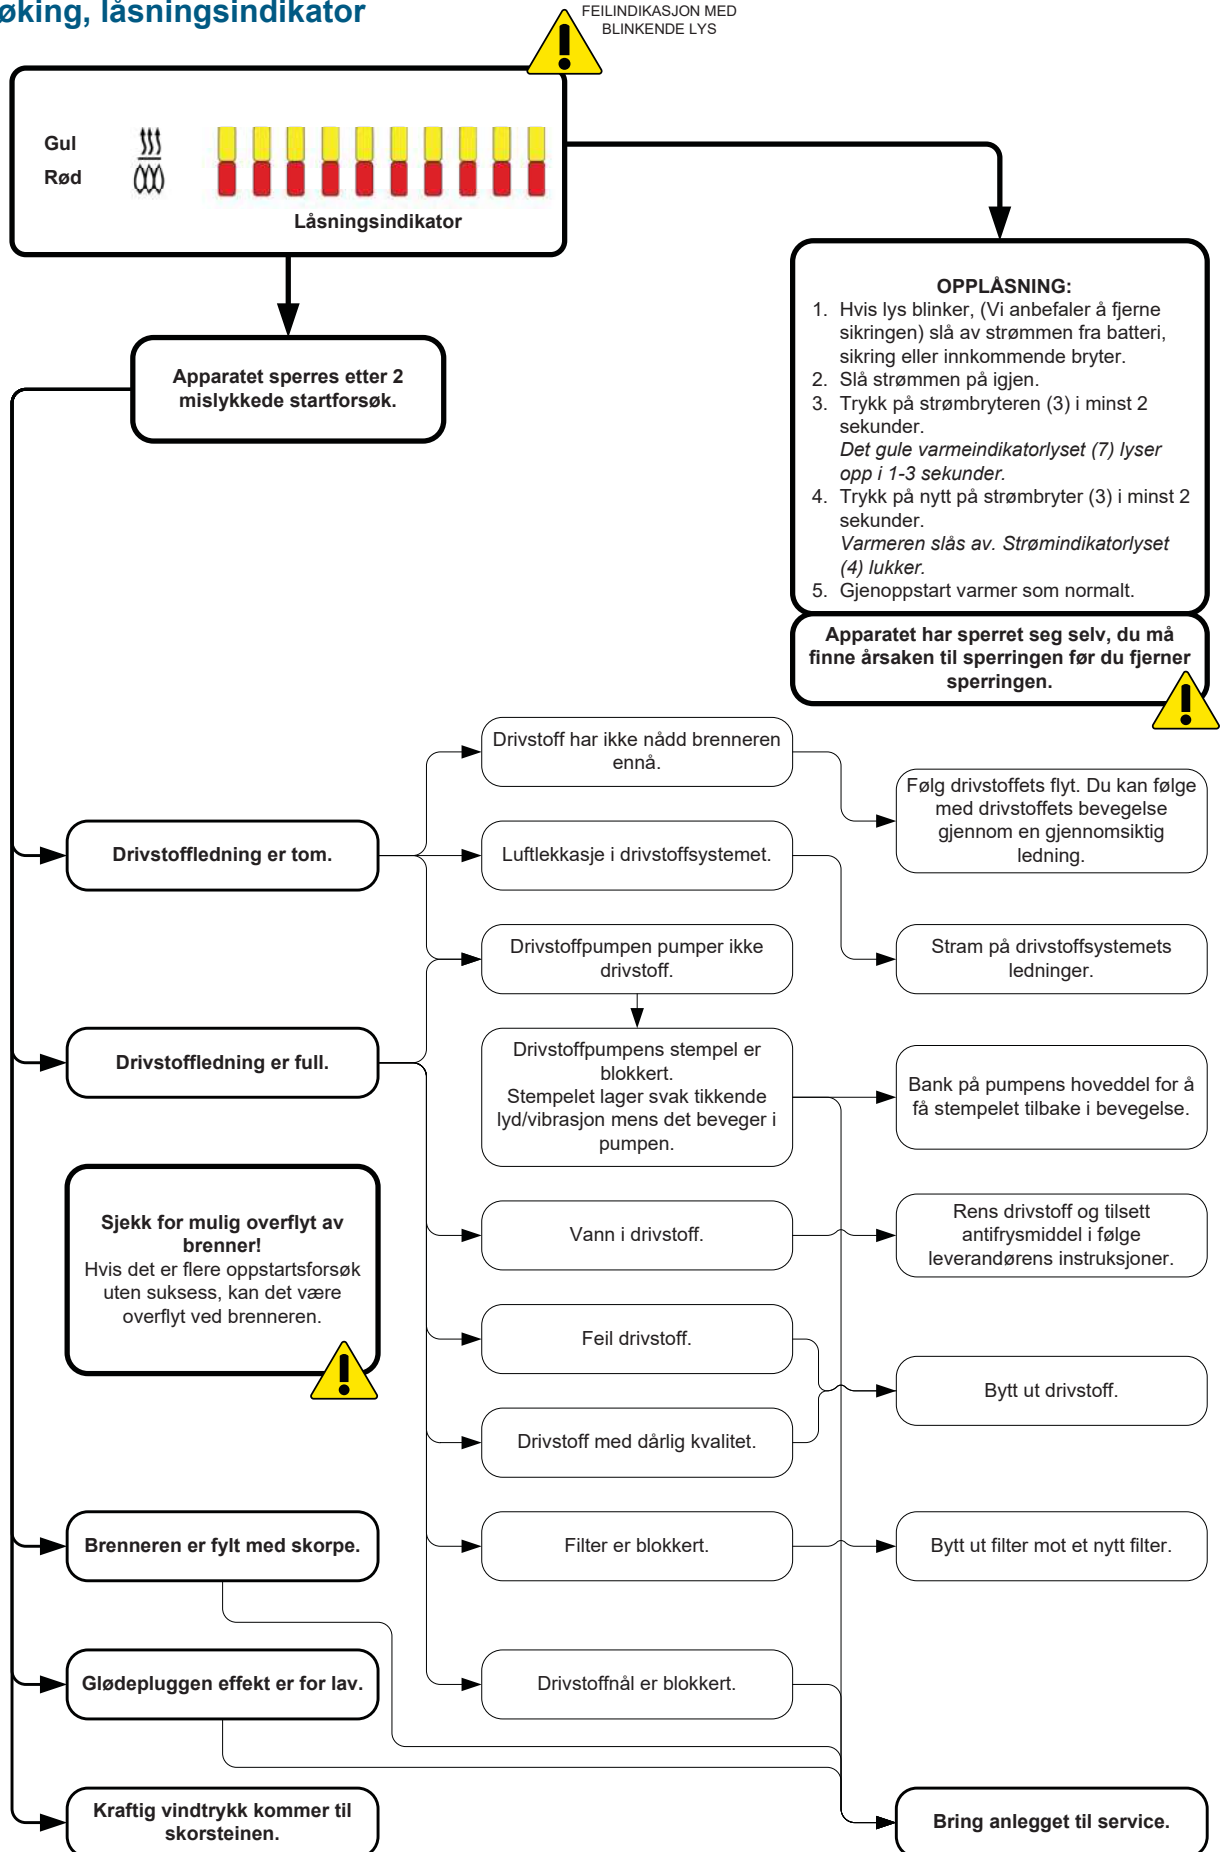 øking, låsningsindikator
FEILINDIKASJON MED
BLINKENDE LYS
Gul
Rød
Låsningsindikator
Apparatet sperres etter 2
mislykkede startforsøk.
OPPLÅSNING:
1. Hvis lys blinker, (Vi anbefaler å fjerne
sikringen) slå av strømmen fra batteri,
sikring eller innkommende bryter.
2. Slå strømmen på igjen.
3. Trykk på strømbryteren (3) i minst 2
sekunder.
Det gule varmeindikatorlyset (7) lyser
opp i 1-3 sekunder.
4. Trykk på nytt på strømbryter (3) i minst 2
sekunder.
Varmeren slås av. Strømindikatorlyset
(4) lukker.
5. Gjenoppstart varmer som normalt.
Apparatet har sperret seg selv, du må
finne årsaken til sperringen før du fjerner
sperringen.
Drivstoff har ikke nådd brenneren
ennå.
Følg drivstoffets flyt. Du kan følge
med drivstoffets bevegelse
gjennom en gjennomsiktig
ledning.
Drivstoffledning er tom.
Luftlekkasje i drivstoffsystemet.
Drivstoffpumpen pumper ikke
drivstoff.
Stram på drivstoffsystemets
ledninger.
Drivstoffledning er full.
Drivstoffpumpens stempel er
blokkert.
Stempelet lager svak tikkende
lyd/vibrasjon mens det beveger i
pumpen.
Bank på pumpens hoveddel for å
få stempelet tilbake i bevegelse.
Sjekk for mulig overflyt av
brenner!
Hvis det er flere oppstartsforsøk
uten suksess, kan det være
overflyt ved brenneren.
Vann i drivstoff.
Rens drivstoff og tilsett
antifrysmiddel i følge
leverandørens instruksjoner.
Feil drivstoff.
Bytt ut drivstoff.
Drivstoff med dårlig kvalitet.
Brenneren er fylt med skorpe.
Filter er blokkert.
Bytt ut filter mot et nytt filter.
Glødepluggen effekt er for lav.
Drivstoffnål er blokkert.
Kraftig vindtrykk kommer til
skorsteinen.
Bring anlegget til service.